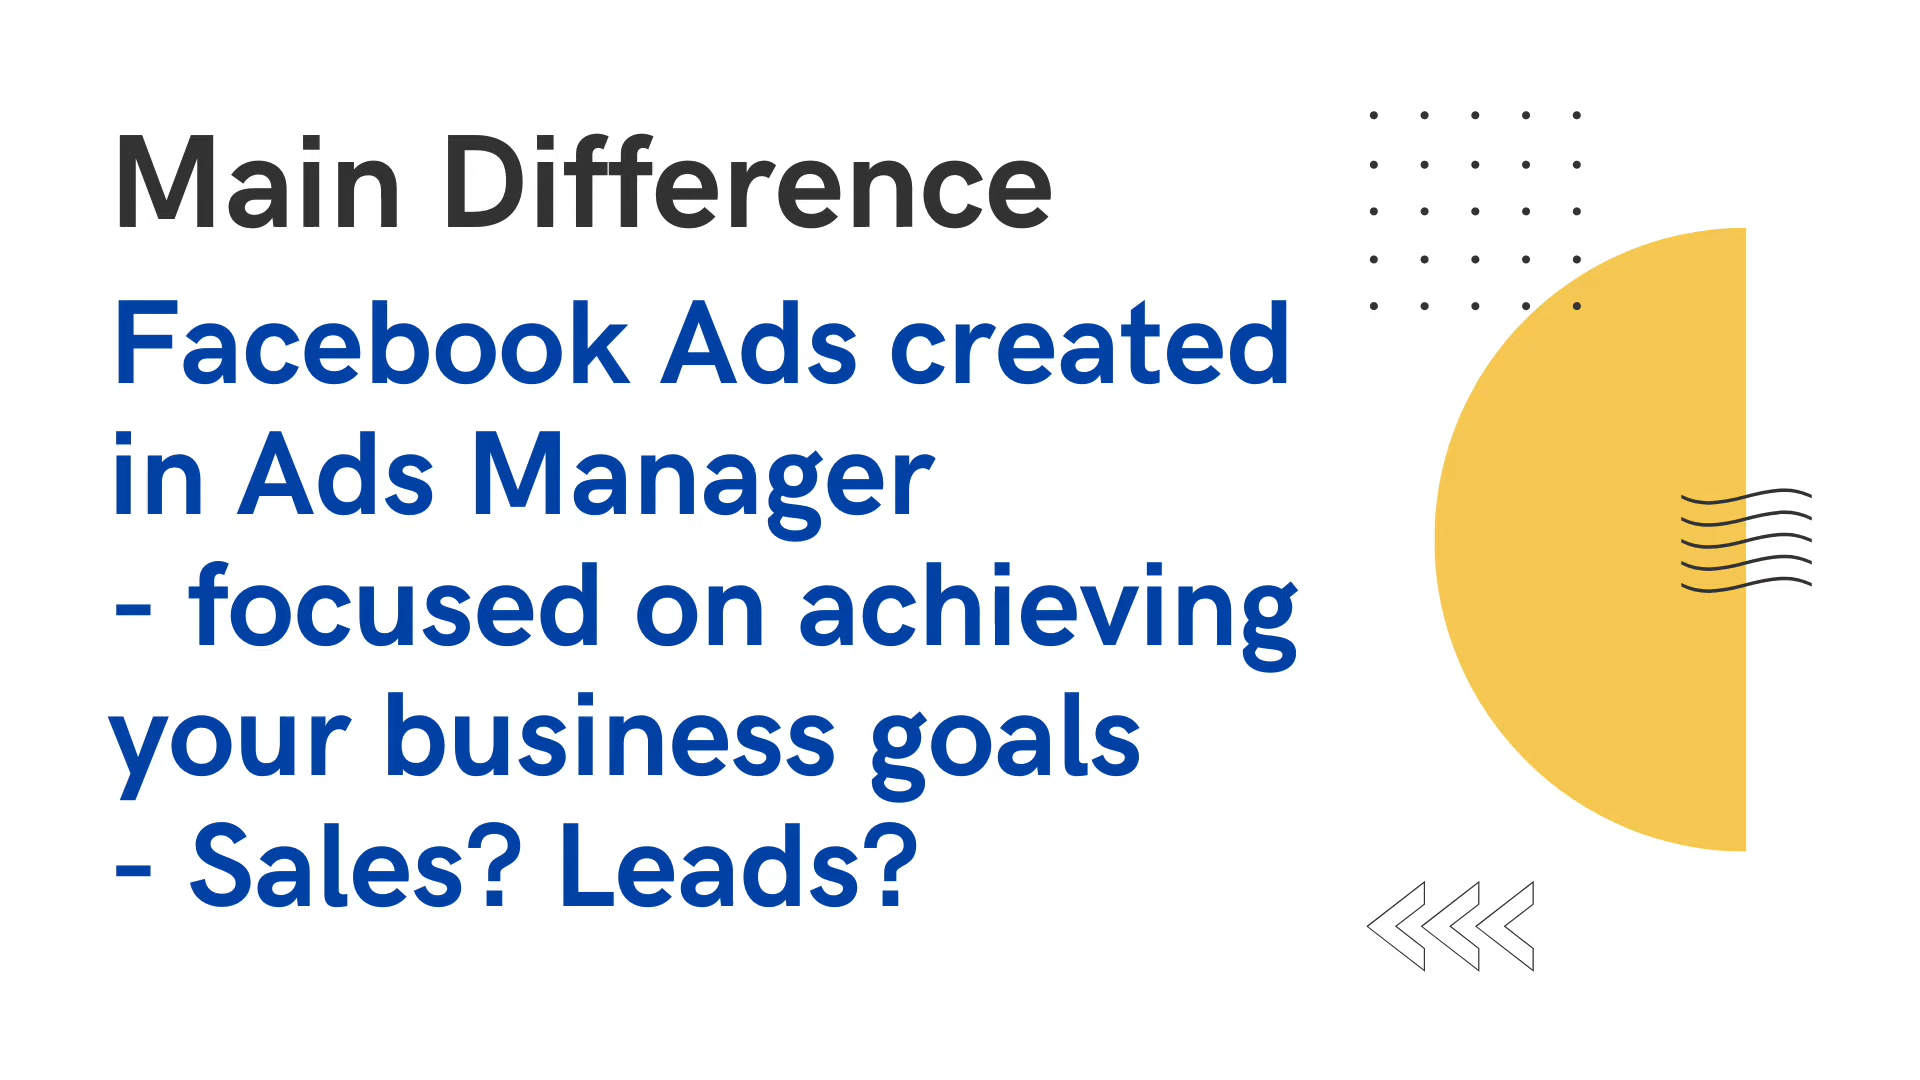 Main Difference
Facebook Ads created
in Ads Manager
- focused on achieving
your business goals
- Sales? Leads?